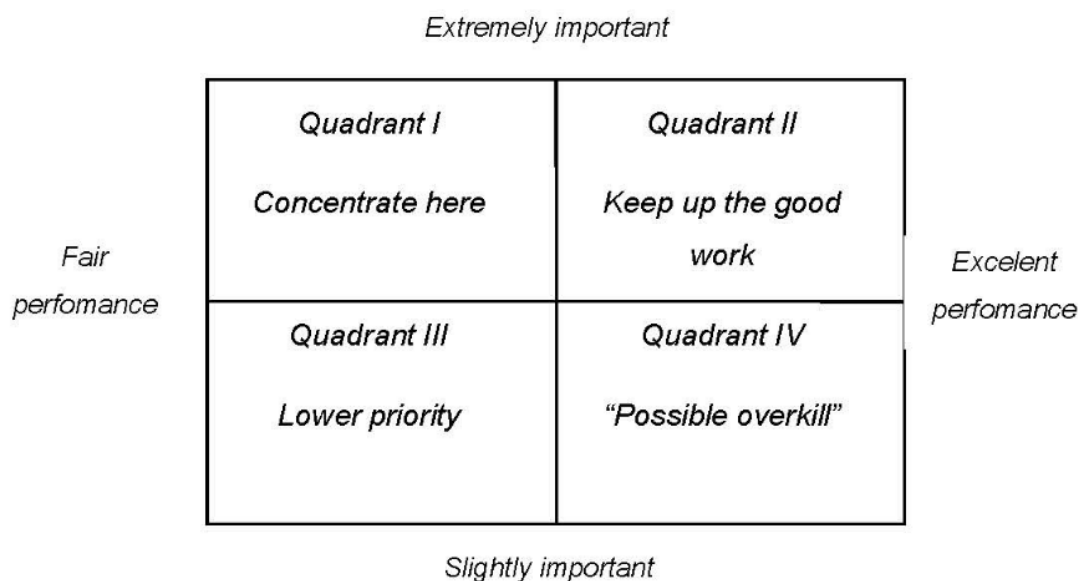 Extremely important
Quadrant I
Concentrate here
Quadrant II
Keep up the good
work
Fair
perfomance
Excelent
perfomance
Quadrant III
Lower priority
Quadrant IV
“Possible overkill”
Slightly important